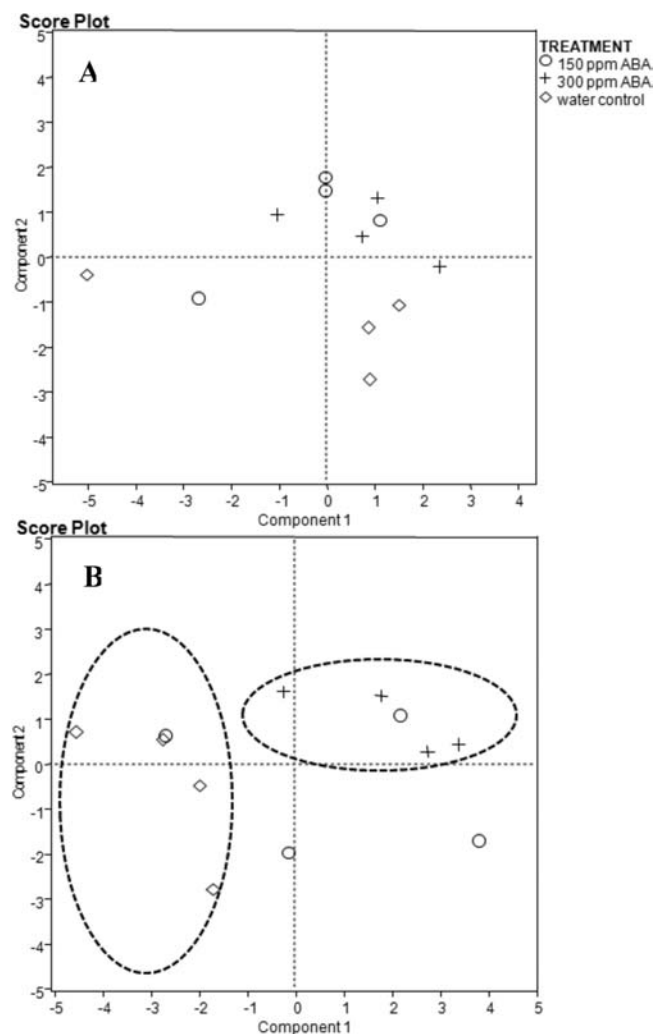 Score Plot
A
TREATMENT
150 ppm ABA.
300 ppm ABA.
water control
5
4
3
2
1
0
-1
-2
-3
-4
-5
Component 2
-5 -4 -3 -2 -1 0 1 2 3 4
Component 1
Score Plot
B
5
4
3
2
1
0
-1
-2
-3
-4
-5
Component 2
-5 -4 -3 -2 -1 0 1 2 3 4 5
Component 1